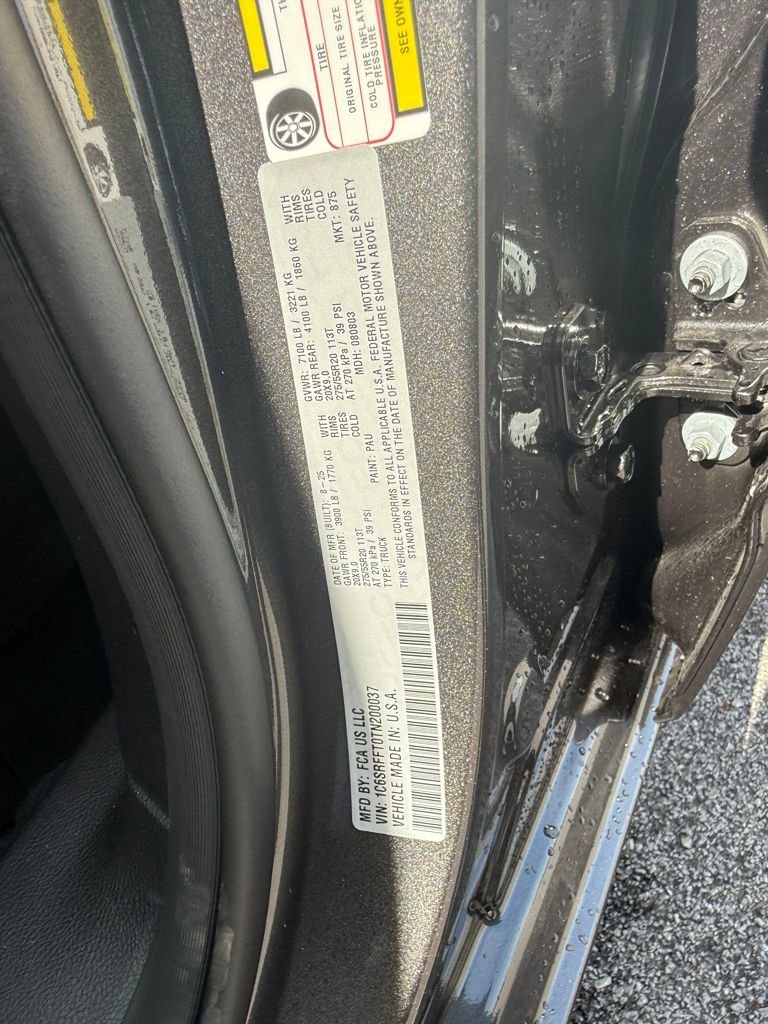 MFD BY: FCA US LLC
VIN: 1C6SRFFT0TN200037
VEHICLE MADE IN: U.S.A.
DATE OF MFR (BUILT): 8-25
GAWR FRONT: 3900 LB / 1770 KG WITH
20X9.0 RIMS
275/55R20 113T TIRES
AT 270 kPa / 39 PSI COLD
TYPE: TRUCK PAINT: PAU
GVWR: 7100 LB / 3221 KG
GAWR REAR: 4100 LB / 1860 KG WITH
20X9.0 RIMS
275/55R20 113T TIRES
AT 270 kPa / 39 PSI COLD
MDH: 080803 MKT: 875
THIS VEHICLE CONFORMS TO ALL APPLICABLE U.S.A. FEDERAL MOTOR VEHICLE SAFETY
STANDARDS IN EFFECT ON THE DATE OF MANUFACTURE SHOWN ABOVE.
TIRE
ORIGINAL TIRE SIZE
COLD TIRE
PRESSURE
SEE